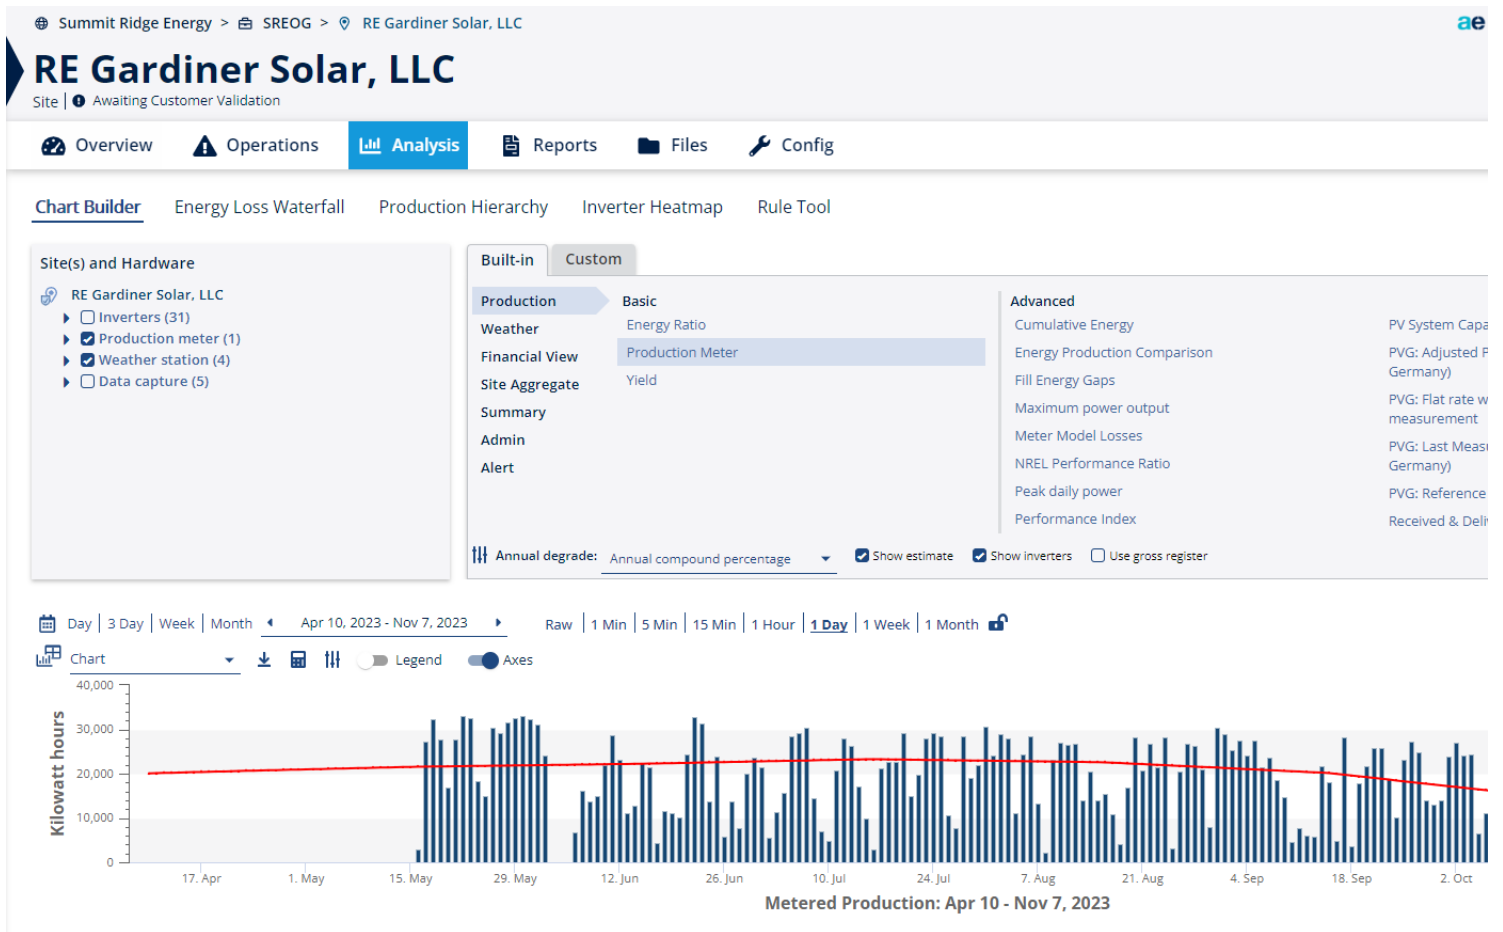 Summit Ridge Energy > SREOG > RE Gardiner Solar, LLC
ae
RE Gardiner Solar, LLC
Site | Awaiting Customer Validation
Overview
Operations
Analysis
Reports
Files
Config
Chart Builder
Energy Loss Waterfall
Production Hierarchy
Inverter Heatmap
Rule Tool
Site(s) and Hardware
RE Gardiner Solar, LLC
Inverters (31)
Production meter (1)
Weather station (4)
Data capture (5)
Built-in
Custom
Production
Weather
Financial View
Site Aggregate
Summary
Admin
Alert
Basic
Energy Ratio
Production Meter
Yield
Advanced
Cumulative Energy
Energy Production Comparison
Fill Energy Gaps
Maximum power output
Meter Model Losses
NREL Performance Ratio
Peak daily power
Performance Index
PV System Capa
PVG: Adjusted P
Germany)
PVG: Flat rate w
measurement
PVG: Last Measu
Germany)
PVG: Reference
Received & Deli
Annual degrade: Annual compound percentage
Show estimate
Show inverters
Use gross register
Day | 3 Day | Week | Month
Apr 10, 2023 - Nov 7, 2023
Raw | 1 Min | 5 Min | 15 Min | 1 Hour | 1 Day | 1 Week | 1 Month
Chart
Legend
Axes
Kilowatt hours
40,000
30,000
20,000
10,000
0
17. Apr
1. May
15. May
29. May
12. Jun
26. Jun
10. Jul
24. Jul
7. Aug
21. Aug
4. Sep
18. Sep
2. Oct
Metered Production: Apr 10 - Nov 7, 2023